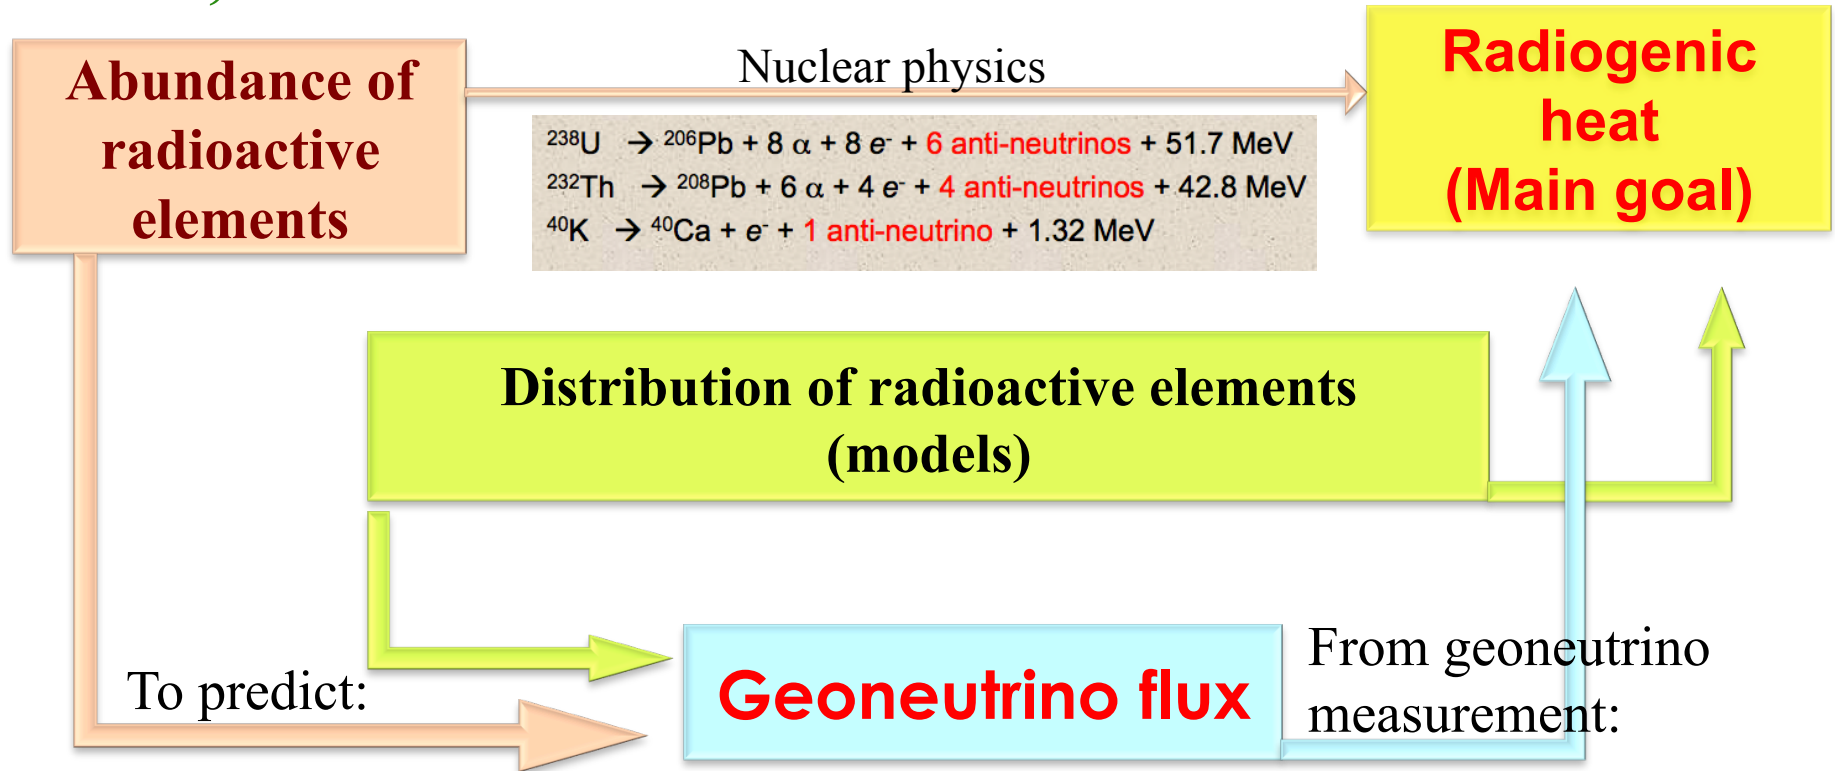 Abundance of
radioactive
elements
Nuclear physics
Radiogenic
heat
(Main goal)
²³⁸U → ²⁰⁶Pb + 8 α + 8 e⁻ + 6 anti-neutrinos + 51.7 MeV
²³²Th → ²⁰⁸Pb + 6 α + 4 e⁻ + 4 anti-neutrinos + 42.8 MeV
⁴⁰K → ⁴⁰Ca + e⁻ + 1 anti-neutrino + 1.32 MeV
Distribution of radioactive elements
(models)
To predict:
Geoneutrino flux
From geoneutrino
measurement: